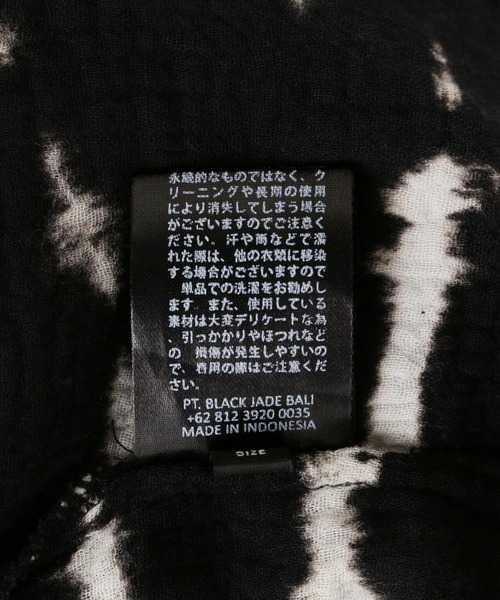 永続的なものではなく、ク
リーニングや長期の使用
により消失してしまう場合
がございますのでご注意く
ださい。汗や雨などで濡
れた際は、他の衣類に移染
する場合がございますので
、単品での洗濯をお勧めし
ます。また、使用している
素材は大変デリケートな為
、引っかかりやほつれなど
の 損傷が発生しやすいの
で、着用の際はご注意くだ
さい。
PT. BLACK JADE BALI
+62 812 3920 0035
MADE IN INDONESIA
SIZE